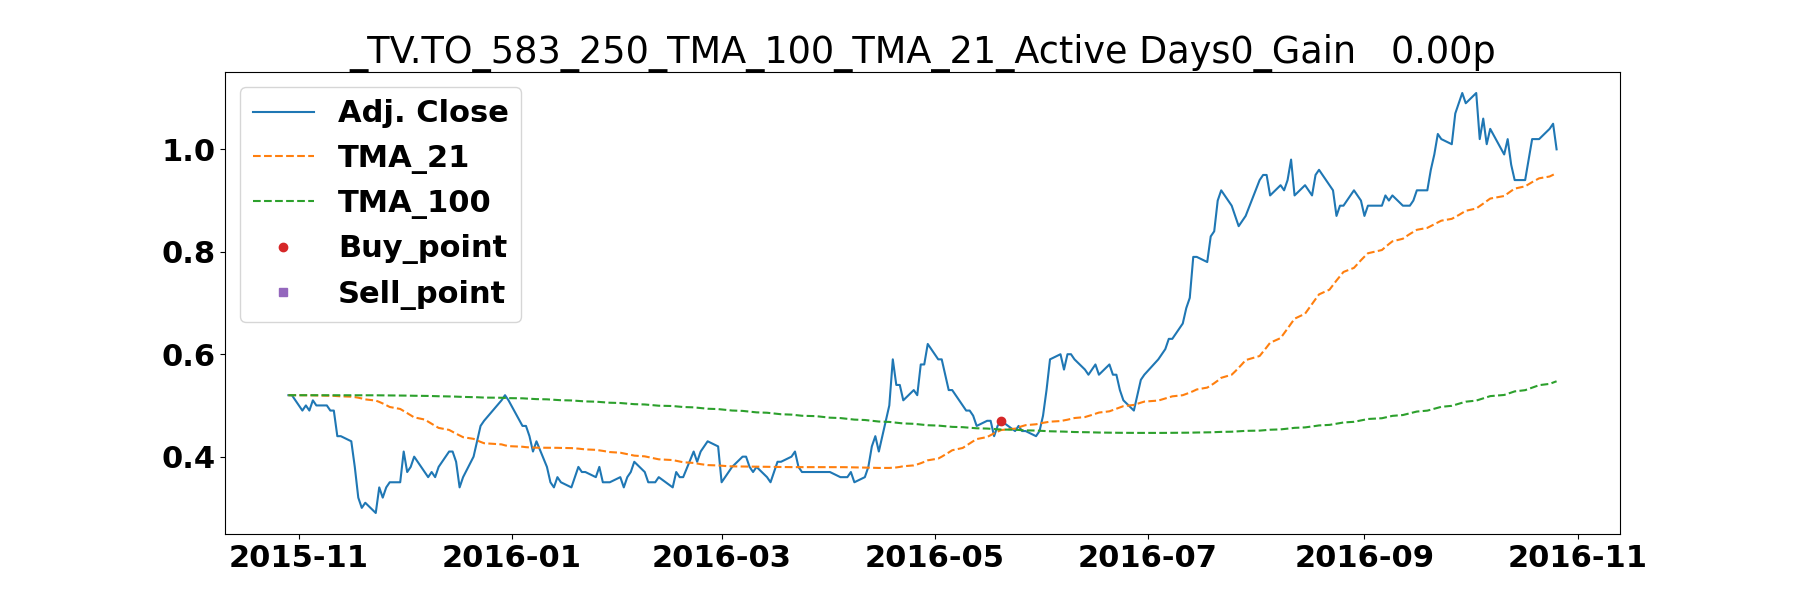 _TV.TO_583_250_TMA_100_TMA_21_Active Days0_Gain   0.00p
Adj. Close
TMA_21
TMA_100
Buy_point
Sell_point
1.0
0.8
0.6
0.4
2015-11 2016-01 2016-03 2016-05 2016-07 2016-09 2016-11